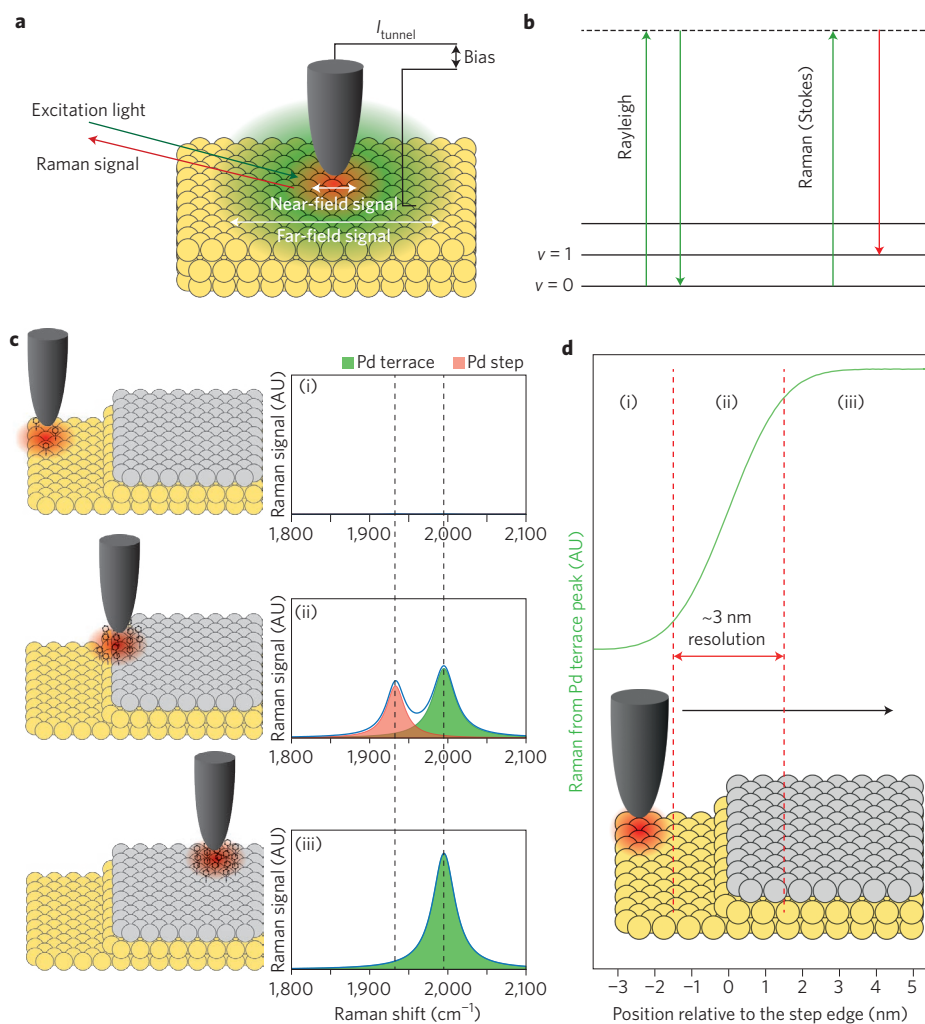 a
I tunnel
Bias
Excitation light
Raman signal
Near-field signal
Far-field signal
b
Rayleigh
Raman (Stokes)
v = 1
v = 0
c
Pd terrace Pd step
(i)
Raman signal (AU)
1,800 1,900 2,000 2,100
(ii)
Raman signal (AU)
1,800 1,900 2,000 2,100
(iii)
Raman signal (AU)
1,800 1,900 2,000 2,100
Raman shift (cm⁻¹)
d
(i) (ii) (iii)
~3 nm
resolution
Raman from Pd terrace peak (AU)
−3 −2 −1 0 1 2 3 4 5
Position relative to the step edge (nm)